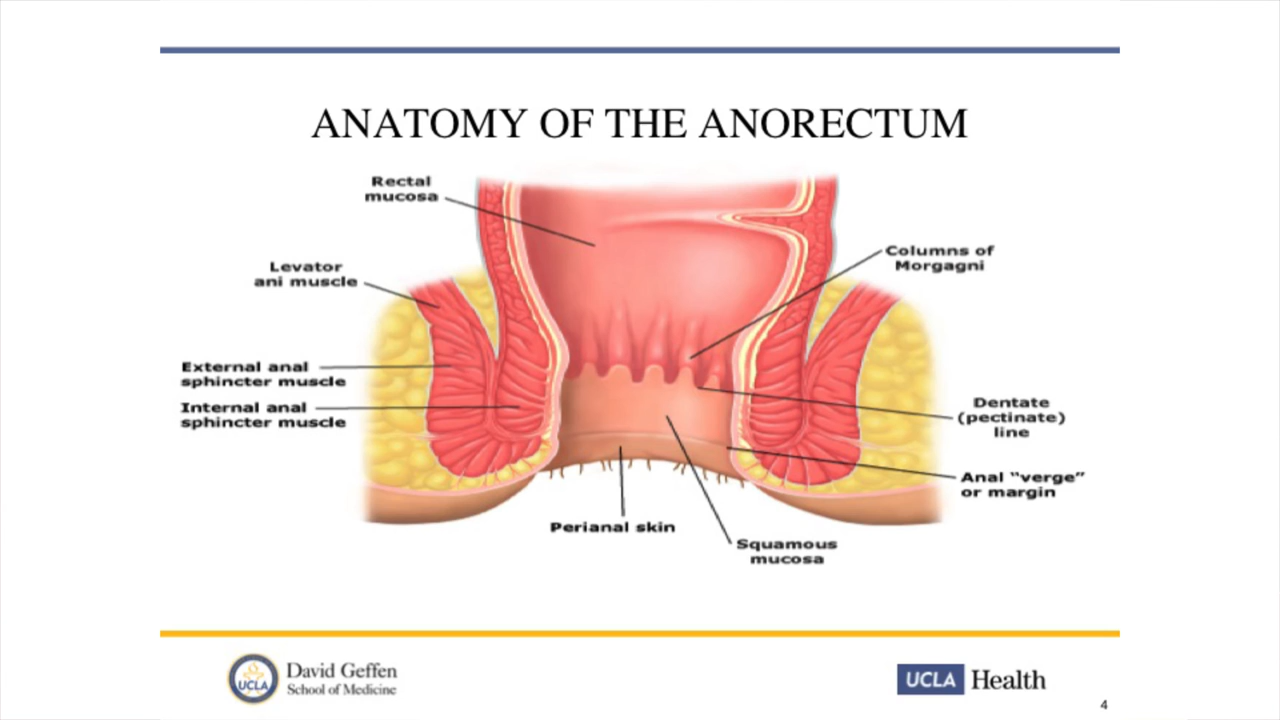 ANATOMY OF THE ANORECTUM
Rectal
mucosa
Levator
ani muscle
External anal
sphincter muscle
Internal anal
sphincter muscle
Columns of
Morgagni
Dentate
(pectinate)
line
Anal “verge”
or margin
Perianal skin
Squamous
mucosa
UCLA
David Geffen
School of Medicine
UCLA Health
4